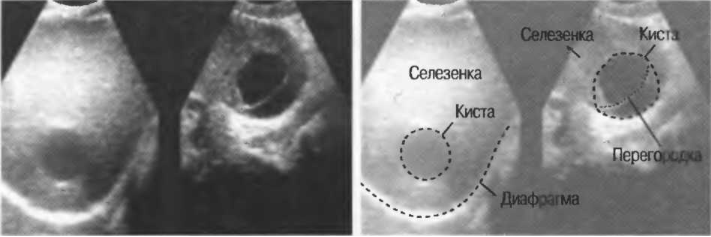 Селезенка
Киста
Селезенка
Киста
Перегородка
Диафрагма